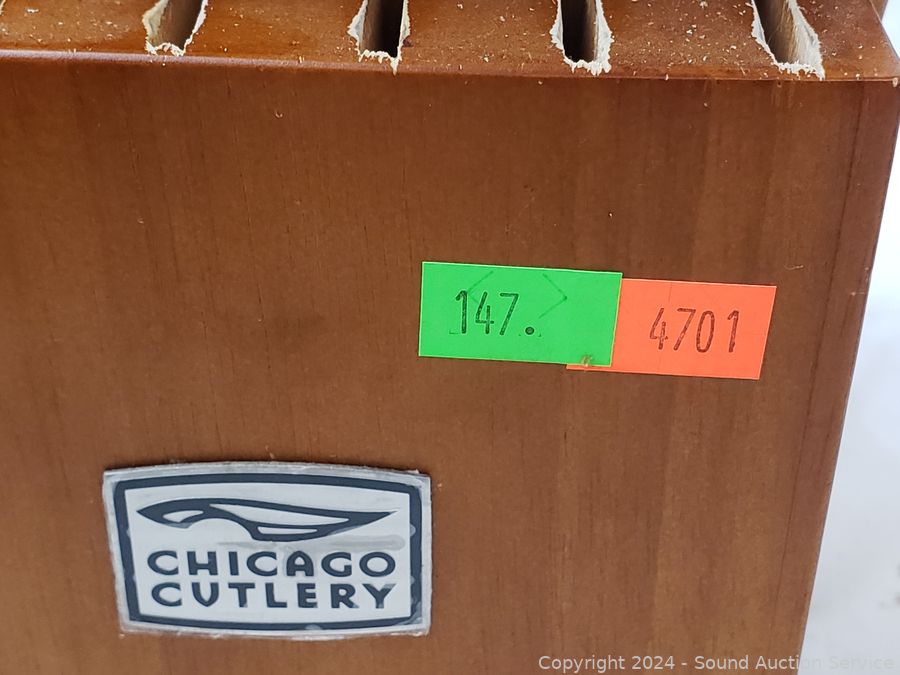 147.
4701
CHICAGO
CUTLERY
Copyright 2024 - Sound Auction Service